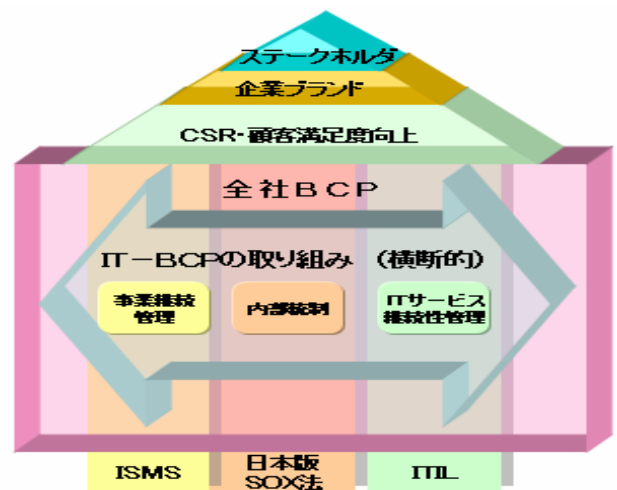 ステークホルダ
企業ブランド
CSR・顧客満足度向上
全社BCP
IT－BCPの取り組み (横断的)
事業継続
管理
内部統制
ITサービス
継続性管理
ISMS
日本版
SOX法
ITIL